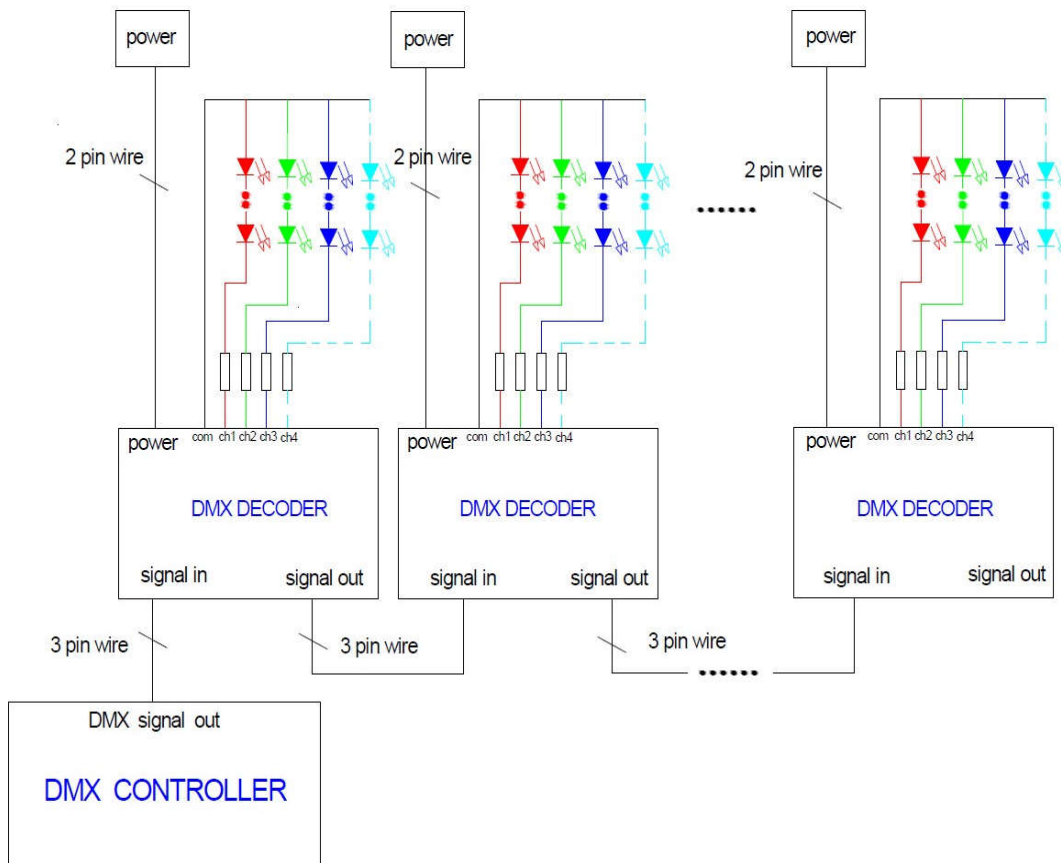 power
power
power
2 pin wire
2 pin wire
2 pin wire
power
com ch1 ch2 ch3 ch4
DMX DECODER
signal in
signal out
power
com ch1 ch2 ch3 ch4
DMX DECODER
signal in
signal out
power
com ch1 ch2 ch3 ch4
DMX DECODER
signal in
signal out
3 pin wire
3 pin wire
3 pin wire
DMX signal out
DMX CONTROLLER